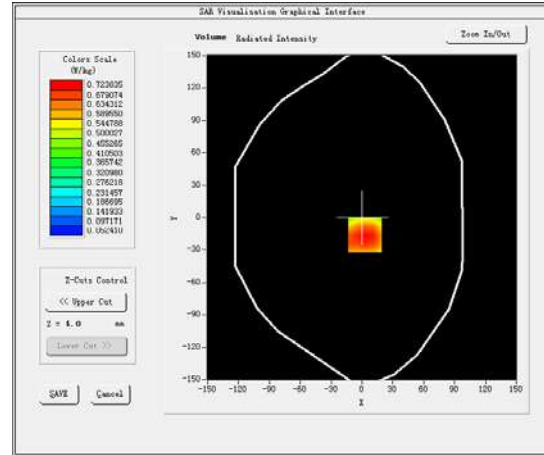 SAR Visualisation Graphical Interface
Volume Radiated Intensity
Zoom In/Out
Colors Scale
(W/kg)
0.723835
0.679074
0.634312
0.589550
0.544788
0.500027
0.455265
0.410503
0.365742
0.320980
0.276218
0.231457
0.186695
0.141933
0.097171
0.052410
150
120
90
60
30
0
-30
-60
-90
-120
-150
Y
-150 -120 -90 -60 -30 0 30 60 90 120 150
X
Z-Cuts Control
<< Upper Cut
Z = 4.0 mm
Lower Cut >>
SAVE Cancel